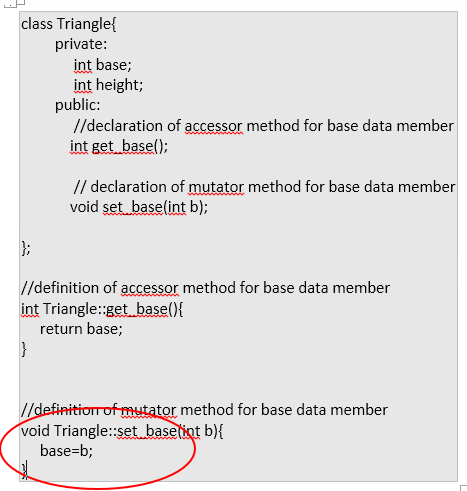 class Triangle{
private:
int base;
int height;
public:
//declaration of accessor method for base data member
int get_base();
// declaration of mutator method for base data member
void set_base(int b);
};
//definition of accessor method for base data member
int Triangle::get_base(){
return base;
}
//definition of mutator method for base data member
void Triangle::set_base(int b){
base=b;
}